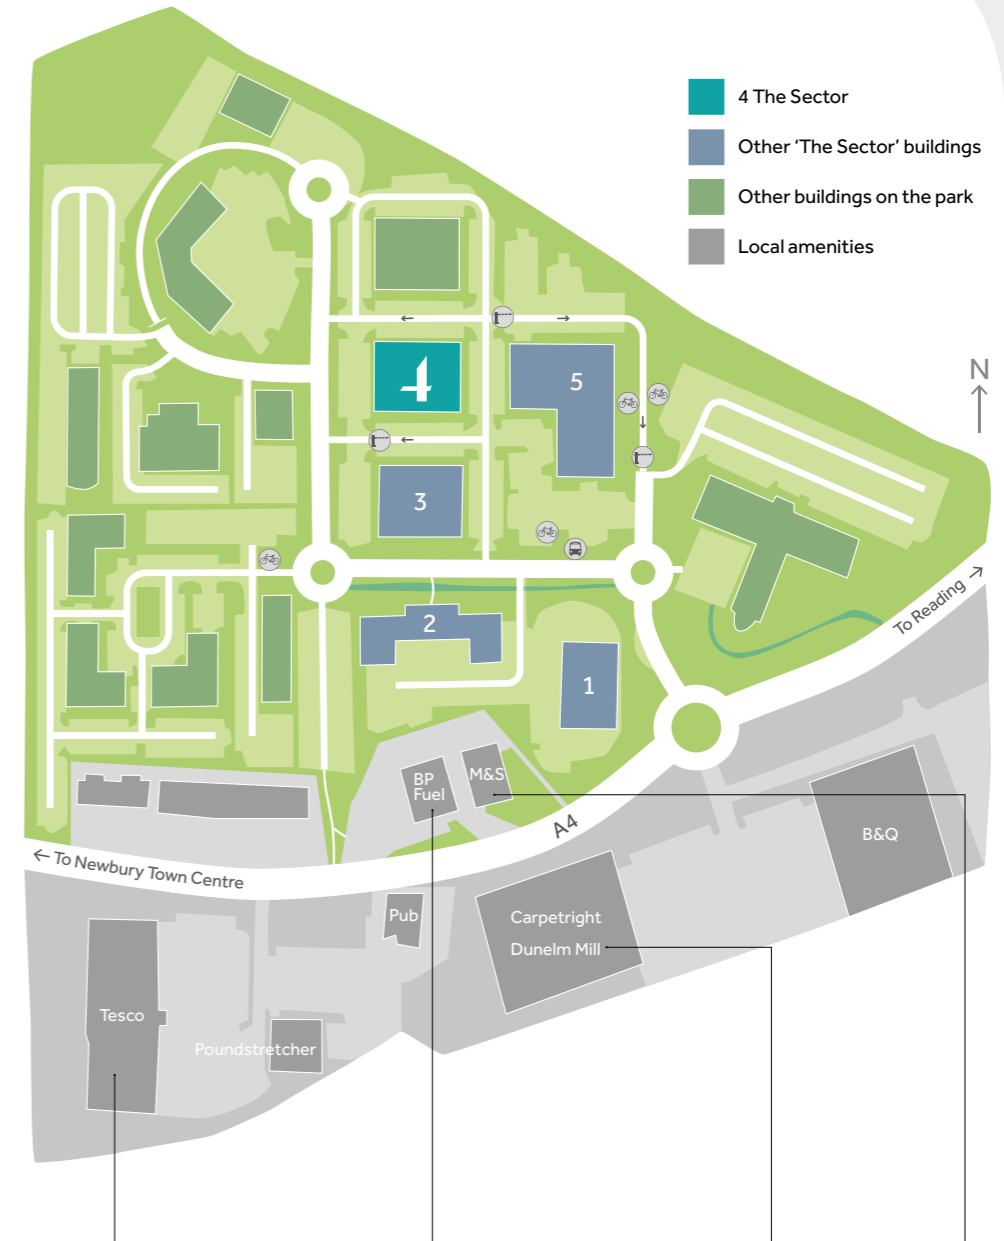 4 The Sector
Other ‘The Sector’ buildings
Other buildings on the park
Local amenities
N
4
5
3
2
1
To Reading
BP
Fuel
M&S
A4
B&Q
To Newbury Town Centre
Pub
Carpetright
Dunelm Mill
Tesco
Poundstretcher